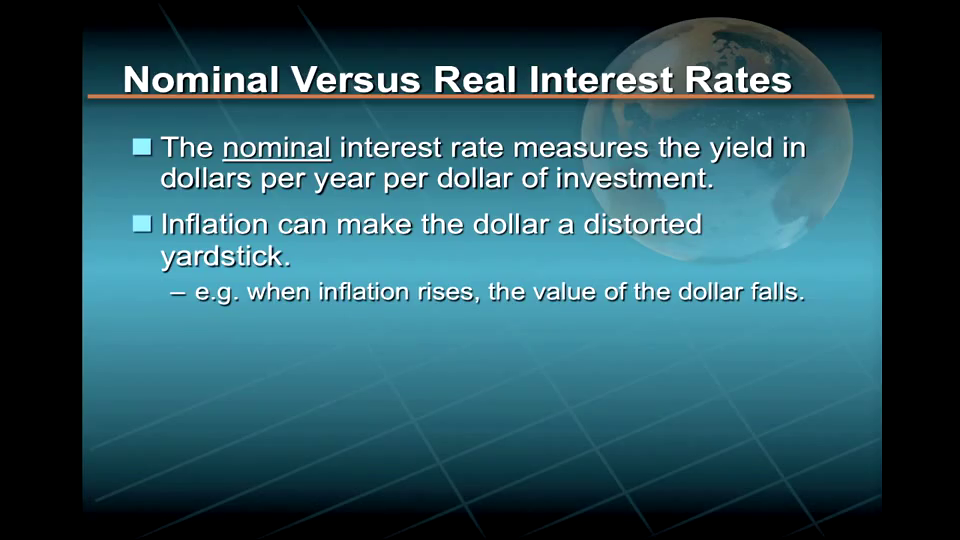 Nominal Versus Real Interest Rates
The nominal interest rate measures the yield in
dollars per year per dollar of investment.
Inflation can make the dollar a distorted
yardstick.
– e.g. when inflation rises, the value of the dollar falls.